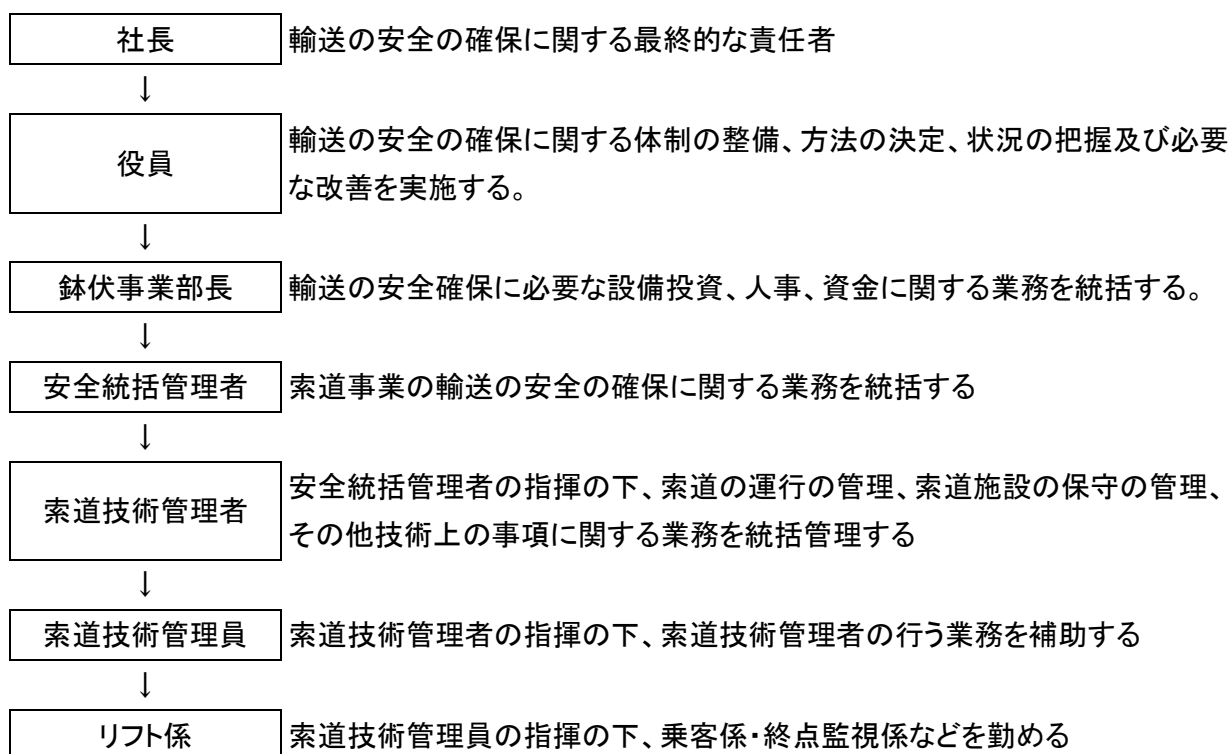 社長 輸送の安全の確保に関する最終的な責任者
↓
役員 輸送の安全の確保に関する体制の整備、方法の決定、状況の把握及び必要
な改善を実施する。
↓
鉢伏事業部長 輸送の安全確保に必要な設備投資、人事、資金に関する業務を統括する。
↓
安全統括管理者 索道事業の輸送の安全の確保に関する業務を統括する
↓
索道技術管理者 安全統括管理者の指揮の下、索道の運行の管理、索道施設の保守の管理、
その他技術上の事項に関する業務を統括管理する
↓
索道技術管理員 索道技術管理者の指揮の下、索道技術管理者の行う業務を補助する
↓
リフト係 索道技術管理員の指揮の下、乗客係・終点監視係などを勤める